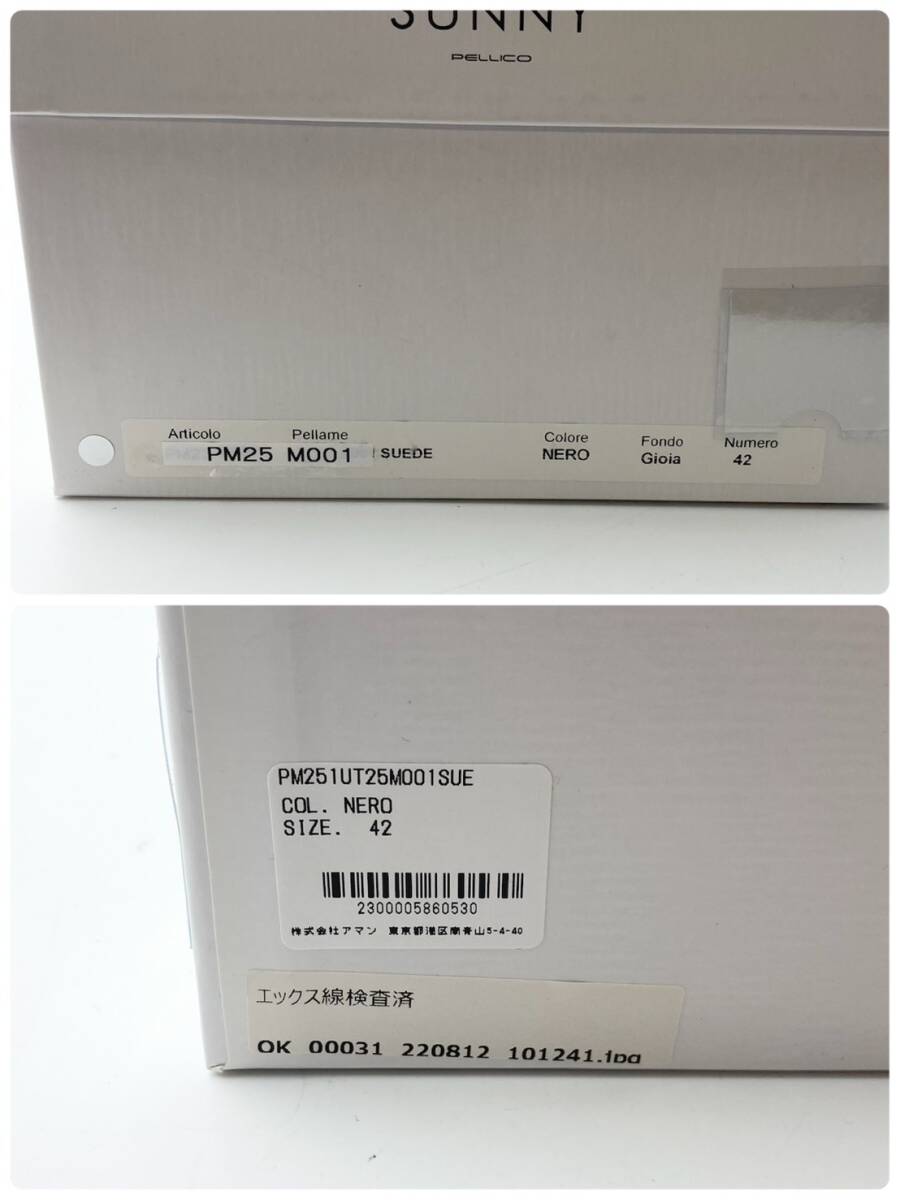 SUNNY
PELLICO
Articolo Pellame Colore Fondo Numero
PM25 M001 SUEDE NERO Gioia 42
PM251UT25M001SUE
COL. NERO
SIZE. 42
2300005860530
株式会社アマン 東京都港区南青山5-4-40
エックス線検査済
OK 00031 220812 101241.jpg